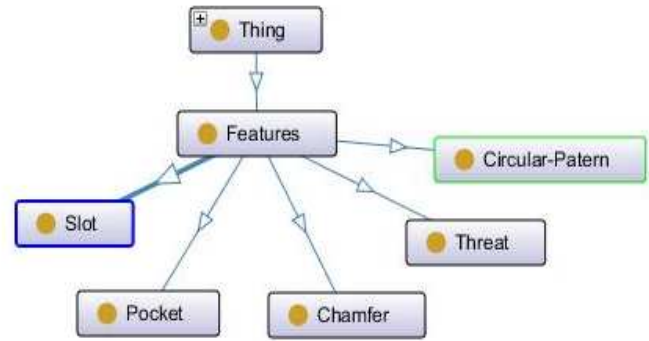 Thing
Features
Circular-Patern
Slot
Threat
Pocket
Chamfer